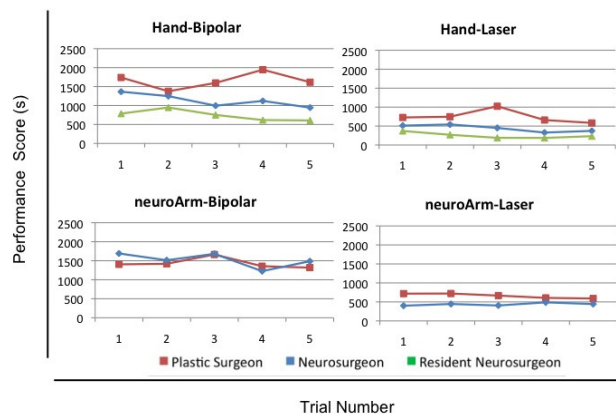 Hand-Bipolar
2500
2000
1500
1000
500
0
1 2 3 4 5
Hand-Laser
2500
2000
1500
1000
500
0
1 2 3 4 5
neuroArm-Bipolar
2500
2000
1500
1000
500
0
1 2 3 4 5
neuroArm-Laser
2500
2000
1500
1000
500
0
1 2 3 4 5
Performance Score (s)
Plastic Surgeon Neurosurgeon Resident Neurosurgeon
Trial Number